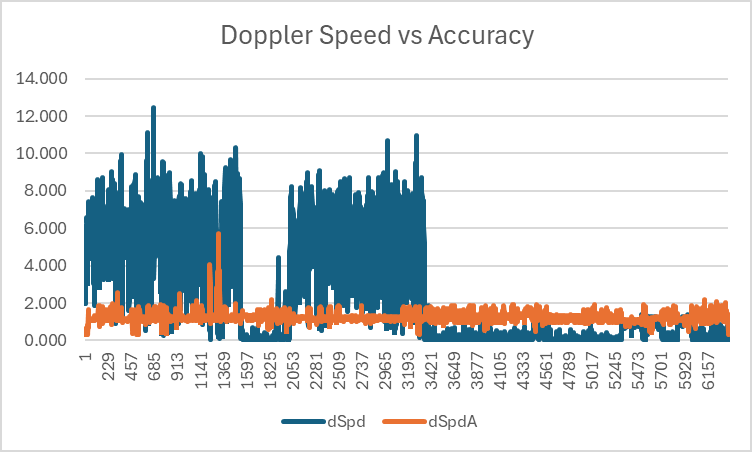 Doppler Speed vs Accuracy
14.000
12.000
10.000
8.000
6.000
4.000
2.000
0.000
1 229 457 685 913 1141 1369 1597 1825 2053 2281 2509 2737 2965 3193 3421 3649 3877 4105 4333 4561 4789 5017 5245 5473 5701 5929 6157
dSpd dSpdA